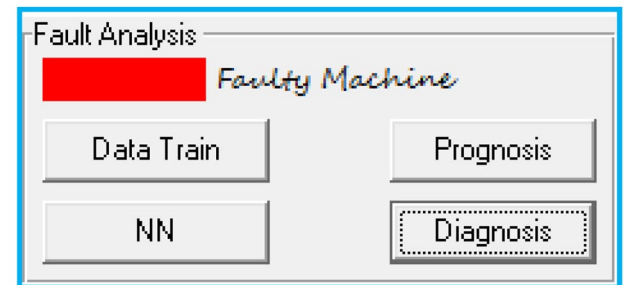 Fault Analysis
Faulty Machine
Data Train Prognosis
NN Diagnosis